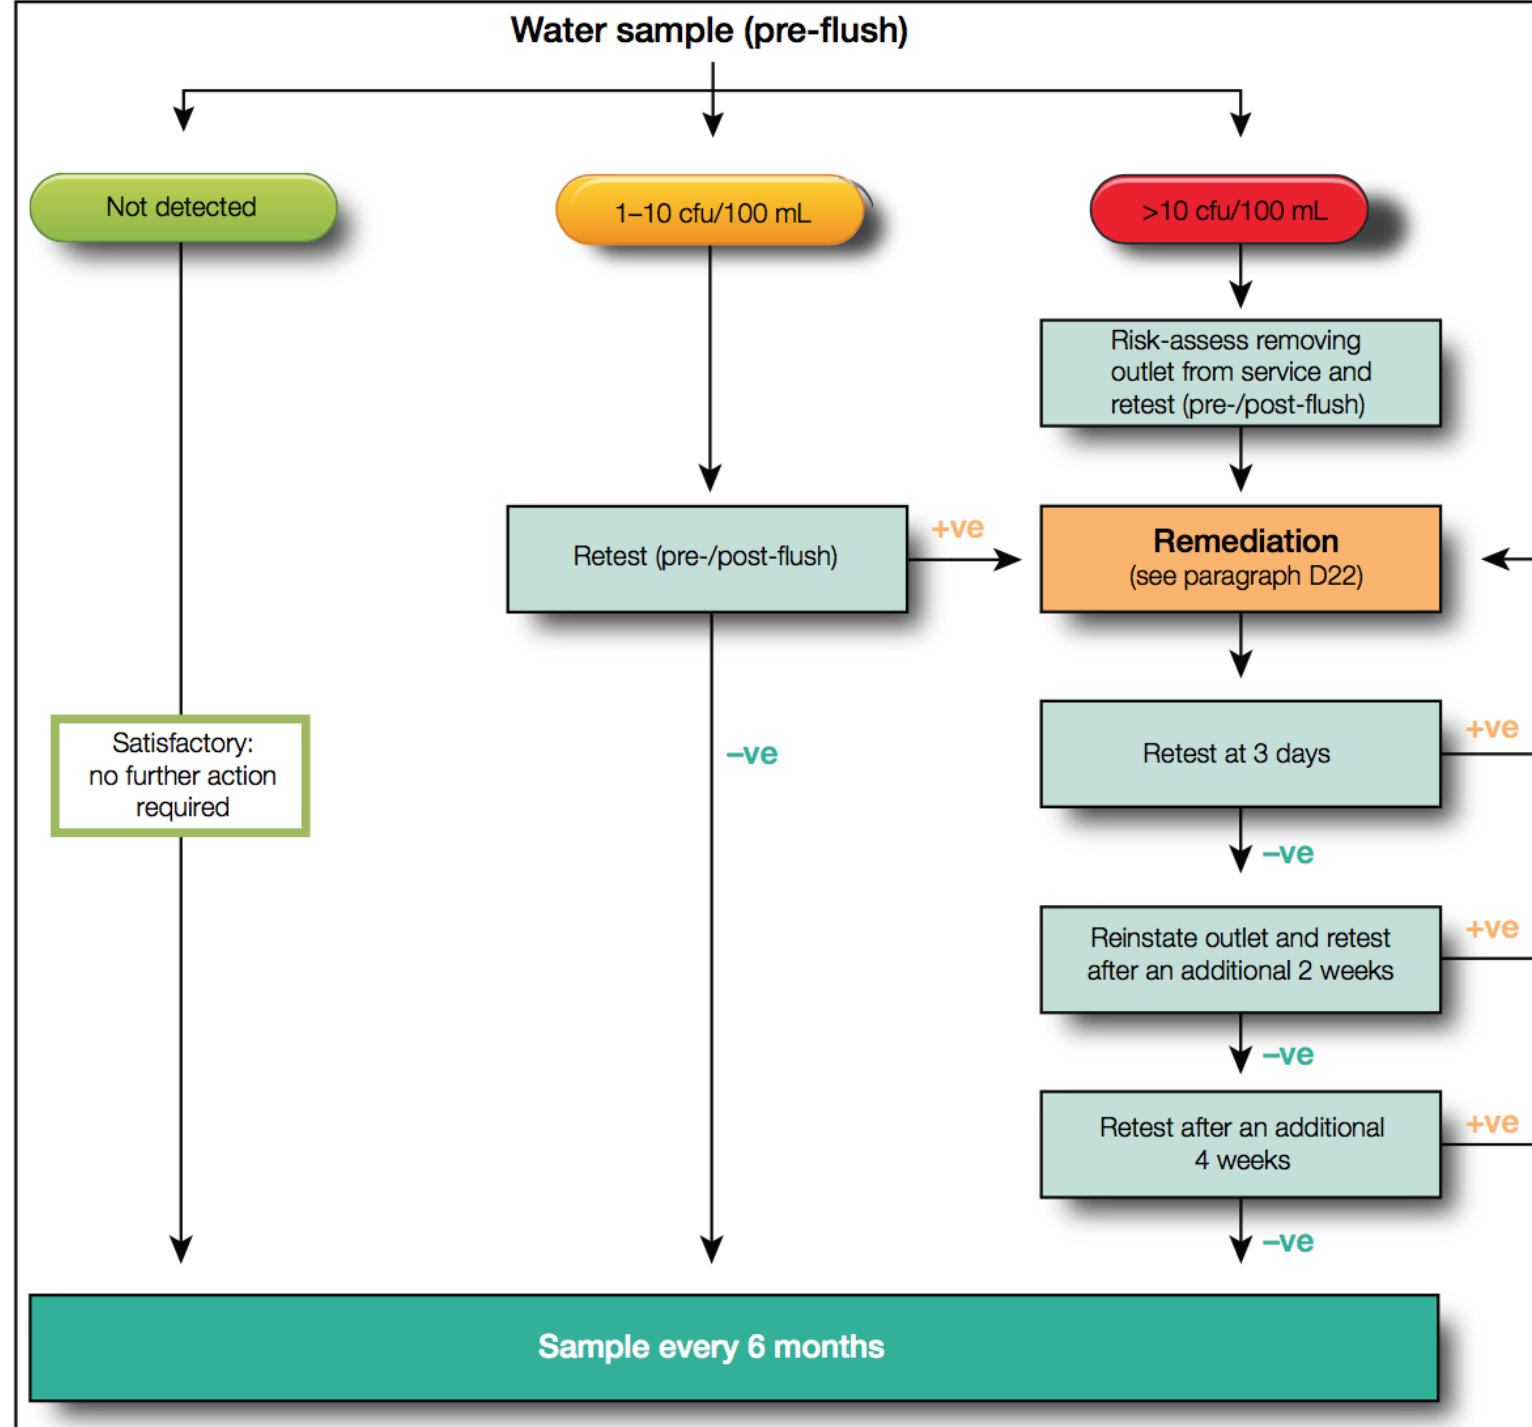 Water sample (pre-flush)
Not detected
1–10 cfu/100 mL
>10 cfu/100 mL
Risk-assess removing
outlet from service and
retest (pre-/post-flush)
Retest (pre-/post-flush)
+ve
Remediation
(see paragraph D22)
Satisfactory:
no further action
required
–ve
Retest at 3 days
+ve
–ve
Reinstate outlet and retest
after an additional 2 weeks
+ve
–ve
Retest after an additional
4 weeks
+ve
–ve
Sample every 6 months